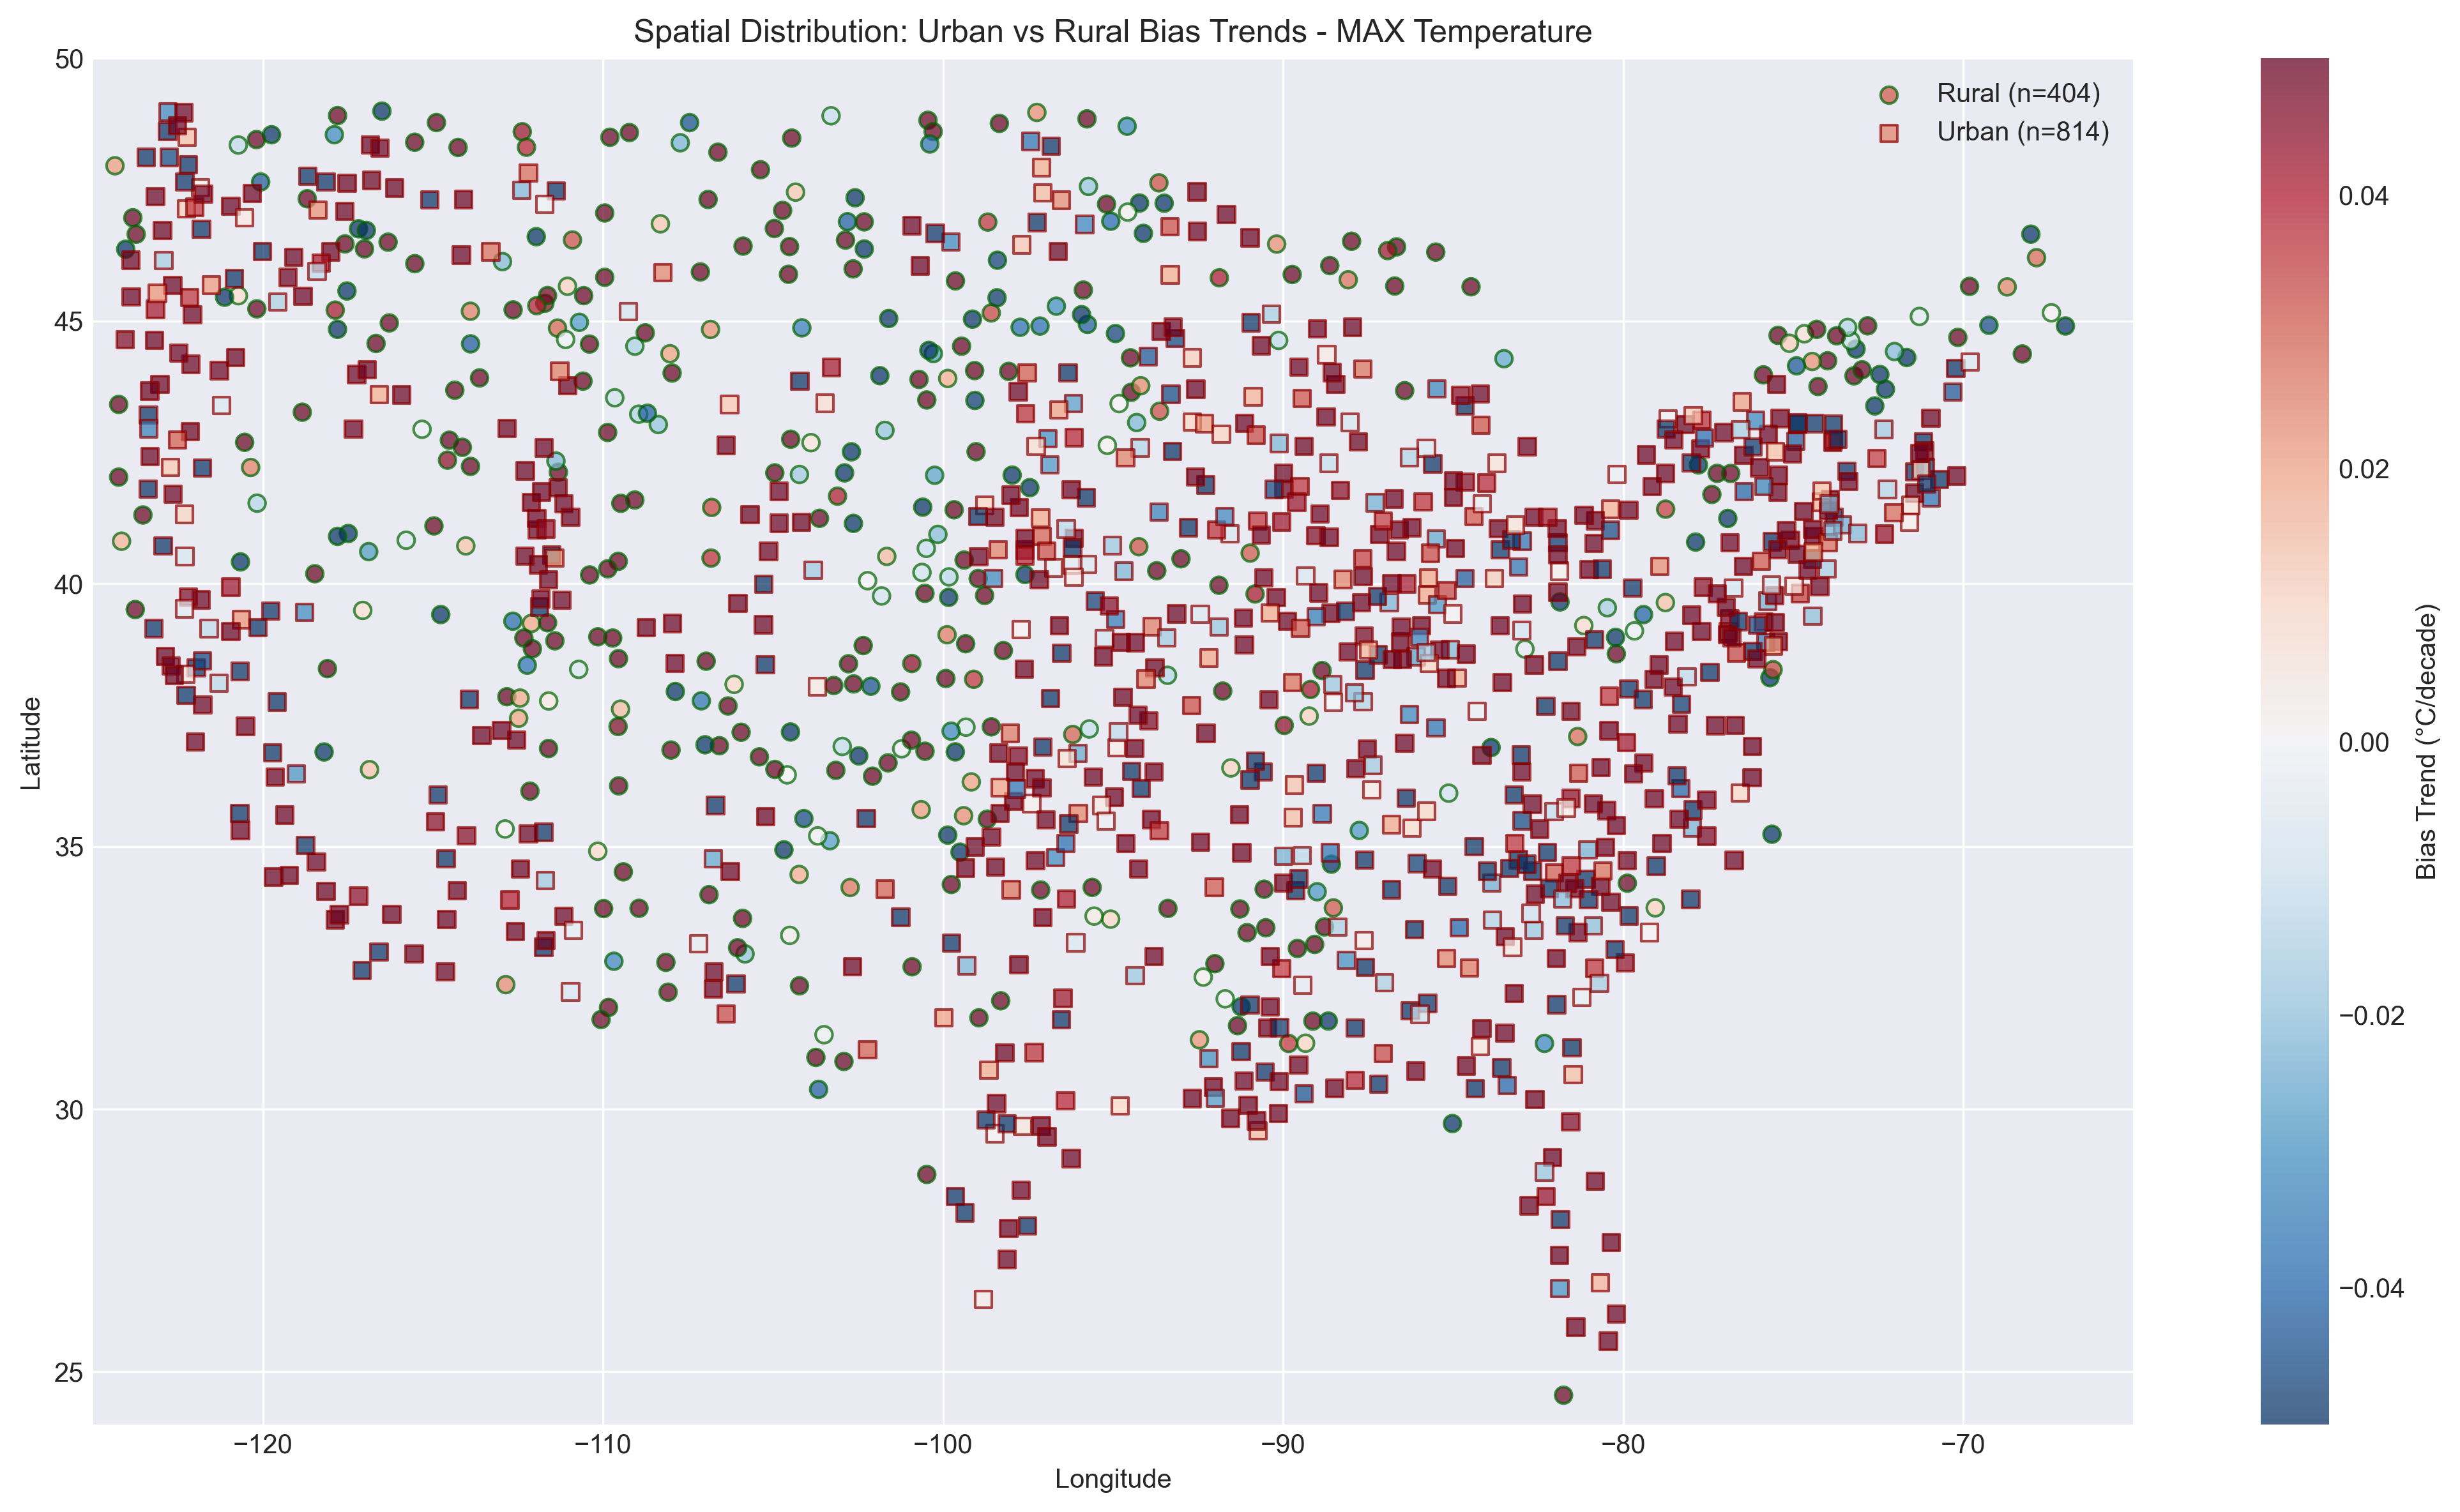 Spatial Distribution: Urban vs Rural Bias Trends - MAX Temperature
Rural (n=404)
Urban (n=814)
50
45
40
35
30
25
Latitude
−120
−110
−100
−90
−80
−70
Longitude
0.04
0.02
0.00
−0.02
−0.04
Bias Trend (°C/decade)